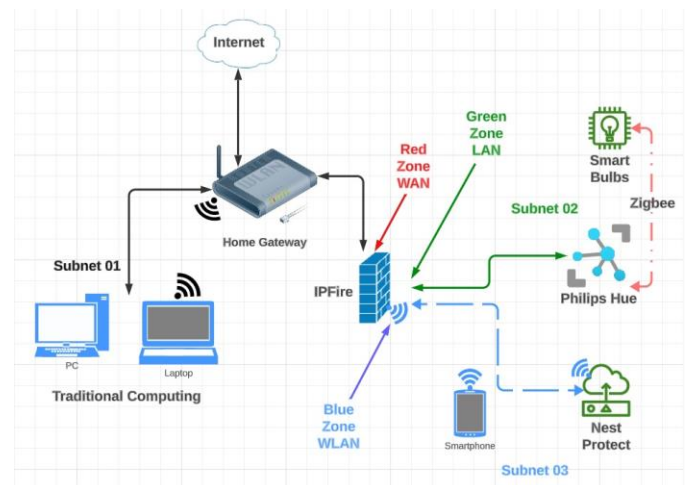 Internet
Green
Zone
LAN
Red
Zone
WAN
Smart
Bulbs
WLAN
Zigbee
Subnet 02
Home Gateway
Subnet 01
IPFire
Philips Hue
PC
Laptop
Traditional Computing
Blue
Zone
WLAN
Smartphone
Nest
Protect
Subnet 03